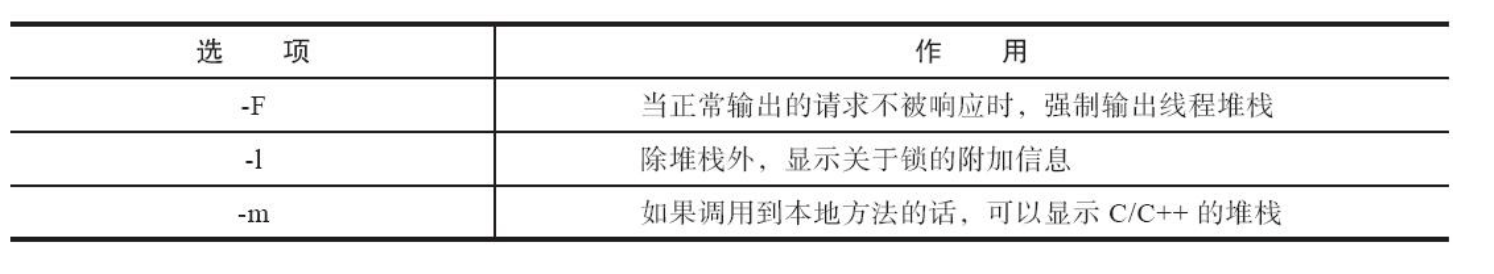 选 项 作 用
-F 当正常输出的请求不被响应时，强制输出线程堆栈
-l 除堆栈外，显示关于锁的附加信息
-m 如果调用到本地方法的话，可以显示 C/C++ 的堆栈